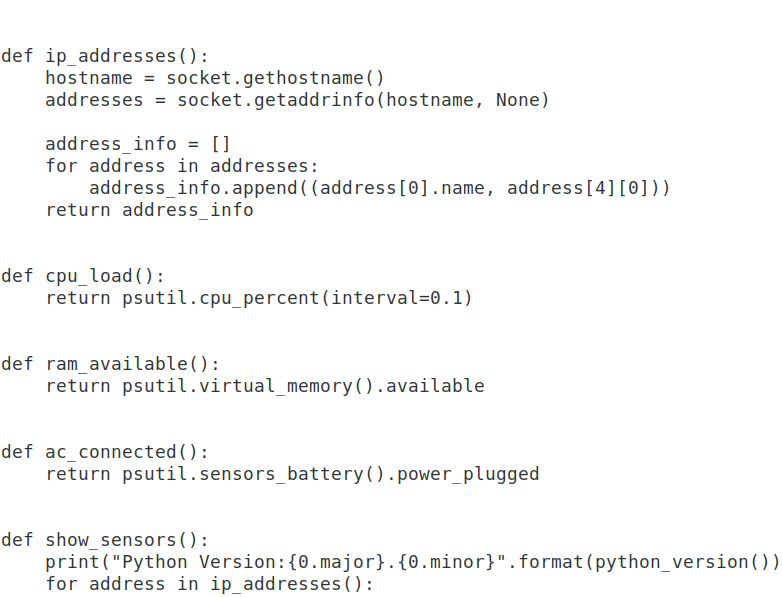 def ip_addresses():
    hostname = socket.gethostname()
    addresses = socket.getaddrinfo(hostname, None)

    address_info = []
    for address in addresses:
        address_info.append((address[0].name, address[4][0]))
    return address_info


def cpu_load():
    return psutil.cpu_percent(interval=0.1)


def ram_available():
    return psutil.virtual_memory().available


def ac_connected():
    return psutil.sensors_battery().power_plugged


def show_sensors():
    print("Python Version:{0.major}.{0.minor}".format(python_version())
    for address in ip_addresses():